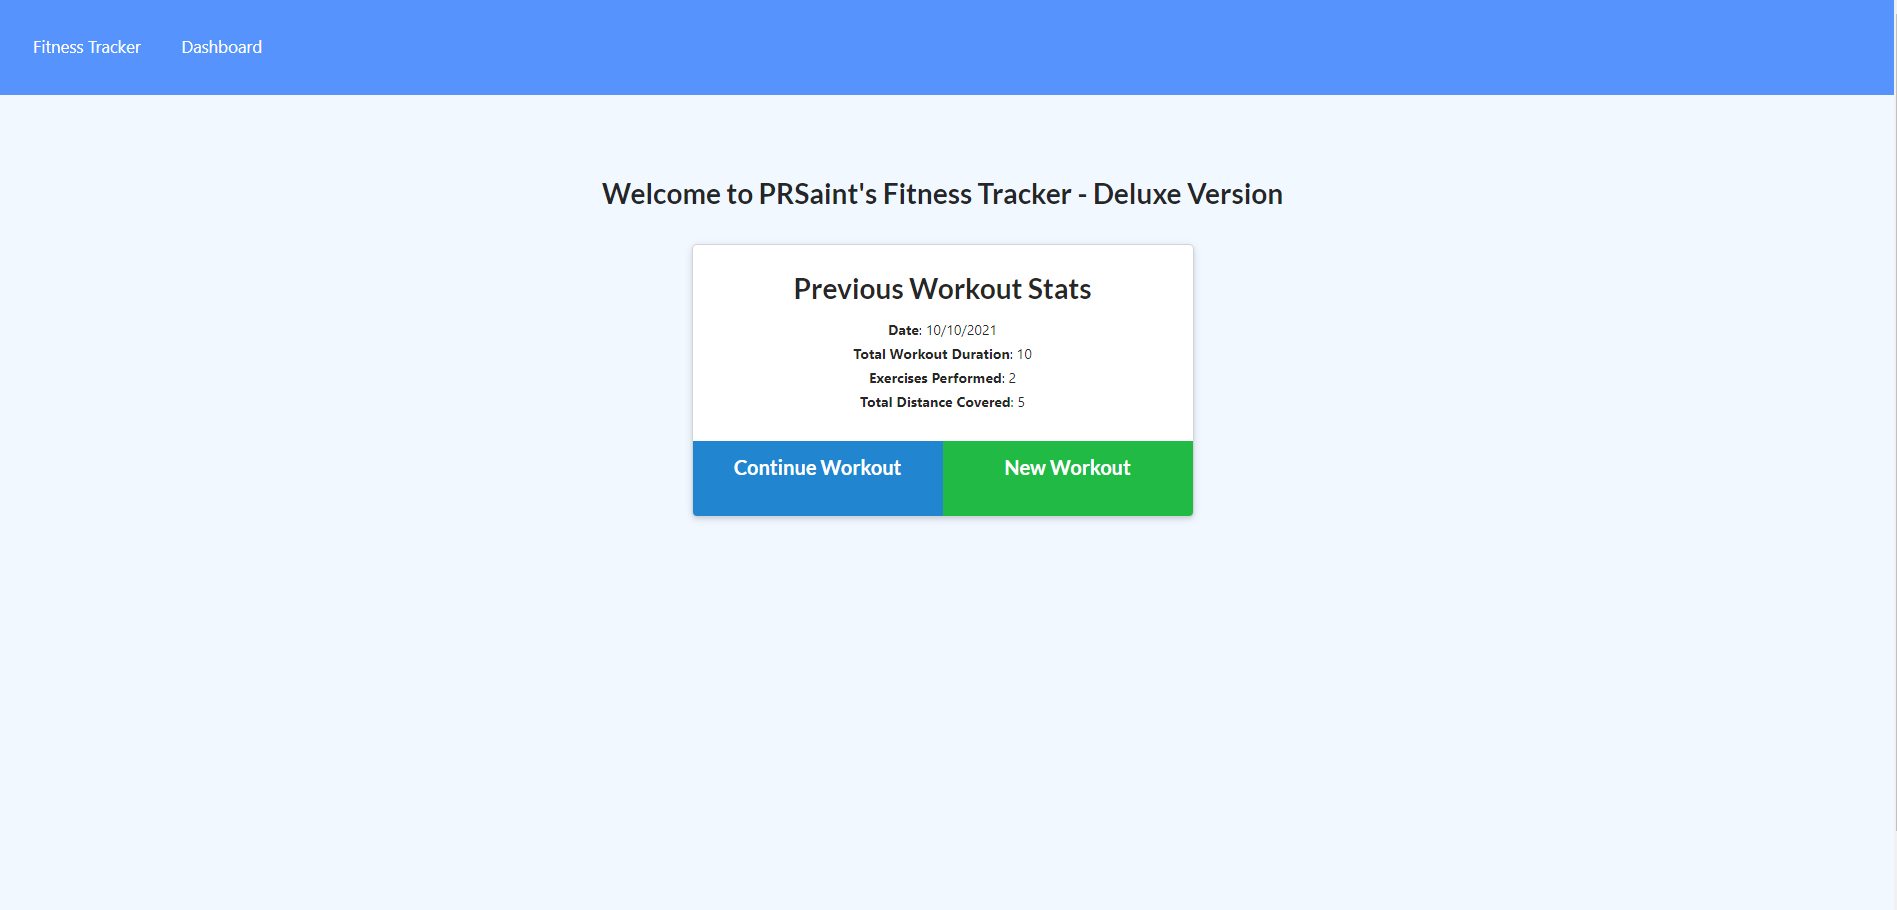 Fitness Tracker Dashboard
Welcome to PRSaint's Fitness Tracker - Deluxe Version
Previous Workout Stats
Date: 10/10/2021
Total Workout Duration: 10
Exercises Performed: 2
Total Distance Covered: 5
Continue Workout New Workout